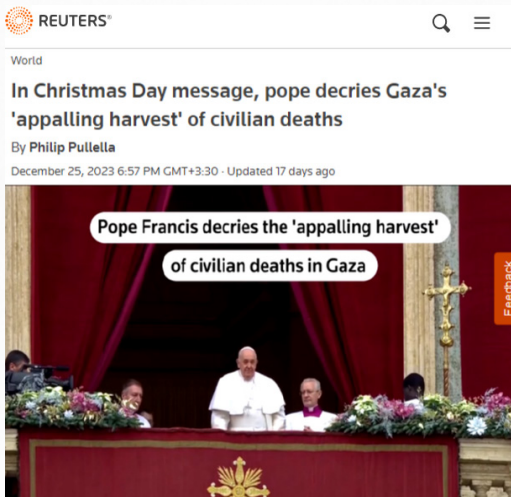 REUTERS®
World
In Christmas Day message, pope decries Gaza's
'appalling harvest' of civilian deaths
By Philip Pullella
December 25, 2023 6:57 PM GMT+3:30 · Updated 17 days ago
Pope Francis decries the 'appalling harvest'
of civilian deaths in Gaza
Feedback